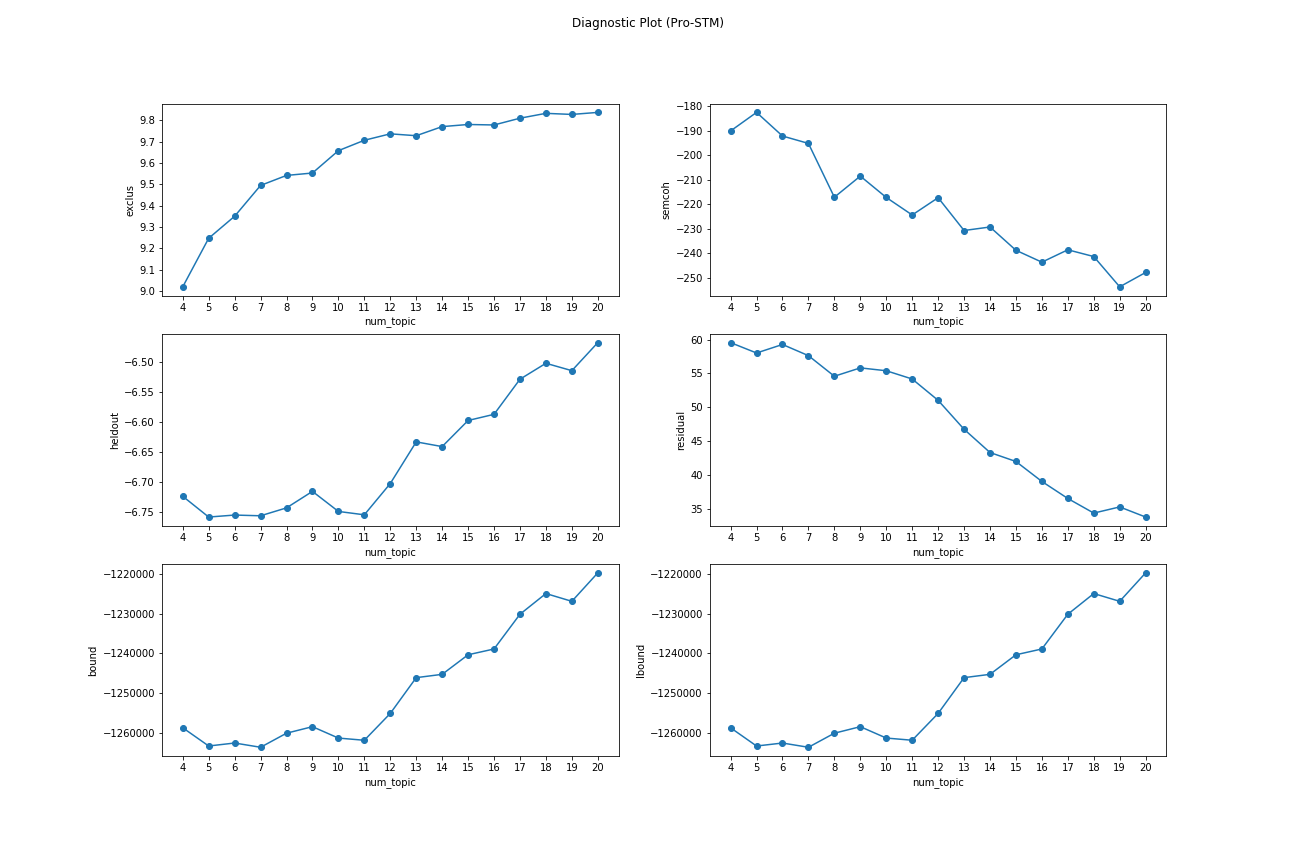 Diagnostic Plot (Pro-STM)
9.8
9.7
9.6
9.5
9.4
9.3
9.2
9.1
9.0
exclus
4 5 6 7 8 9 10 11 12 13 14 15 16 17 18 19 20
num_topic
−180
−190
−200
−210
−220
−230
−240
−250
semcoh
4 5 6 7 8 9 10 11 12 13 14 15 16 17 18 19 20
num_topic
−6.50
−6.55
−6.60
−6.65
−6.70
−6.75
heldout
4 5 6 7 8 9 10 11 12 13 14 15 16 17 18 19 20
num_topic
60
55
50
45
40
35
residual
4 5 6 7 8 9 10 11 12 13 14 15 16 17 18 19 20
num_topic
−1220000
−1230000
−1240000
−1250000
−1260000
bound
4 5 6 7 8 9 10 11 12 13 14 15 16 17 18 19 20
num_topic
−1220000
−1230000
−1240000
−1250000
−1260000
lbound
4 5 6 7 8 9 10 11 12 13 14 15 16 17 18 19 20
num_topic